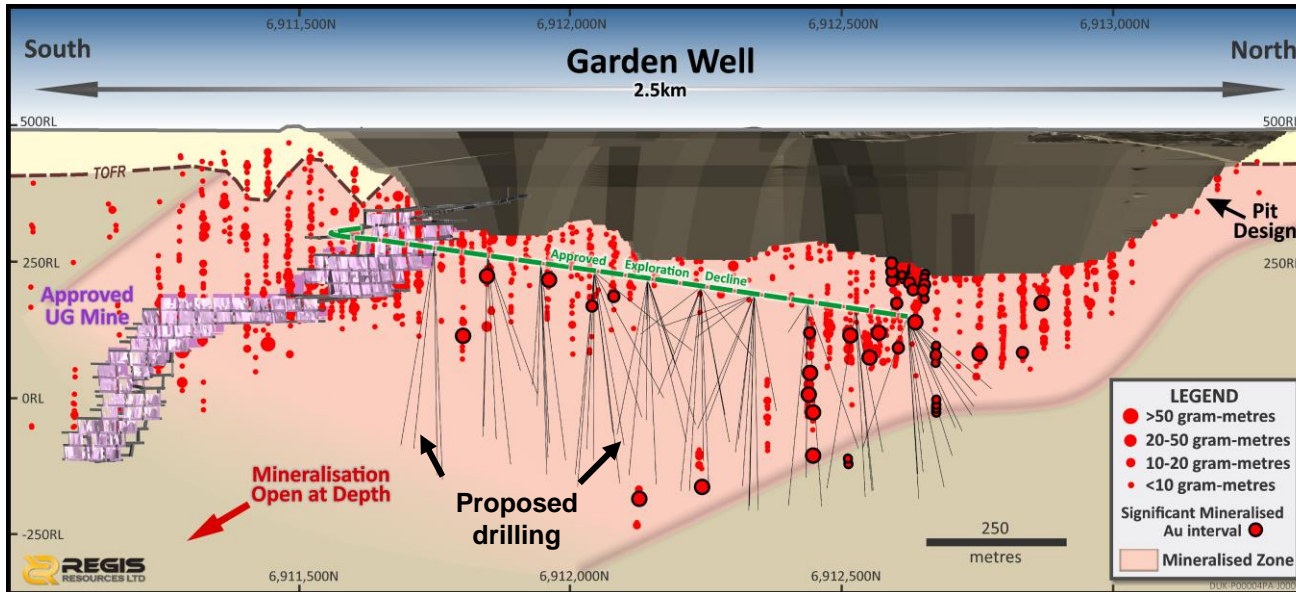 6,911,500N
6,912,000N
6,912,500N
6,913,000N
South
Garden Well
North
2.5km
500RL
500RL
TOFR
Pit
Design
250RL
250RL
Approved Exploration Decline
Approved
UG Mine
0RL
Mineralisation
Open at Depth
Proposed
drilling
-250RL
250
metres
LEGEND
>50 gram-metres
20-50 gram-metres
10-20 gram-metres
<10 gram-metres
Significant Mineralised
Au interval
Mineralised Zone
REGIS
RESOURCES LTD
6,911,500N
6,912,000N
6,912,500N